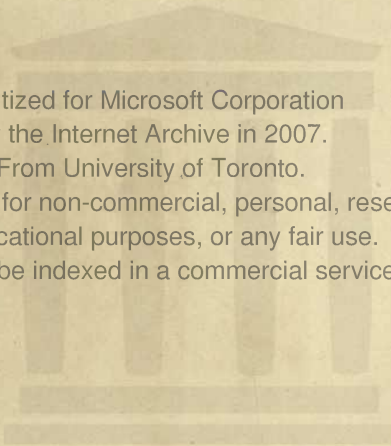 tized for Microsoft Corporation
the Internet Archive in 2007.
From University of Toronto.
for non-commercial, personal, rese
cational purposes, or any fair use.
be indexed in a commercial service